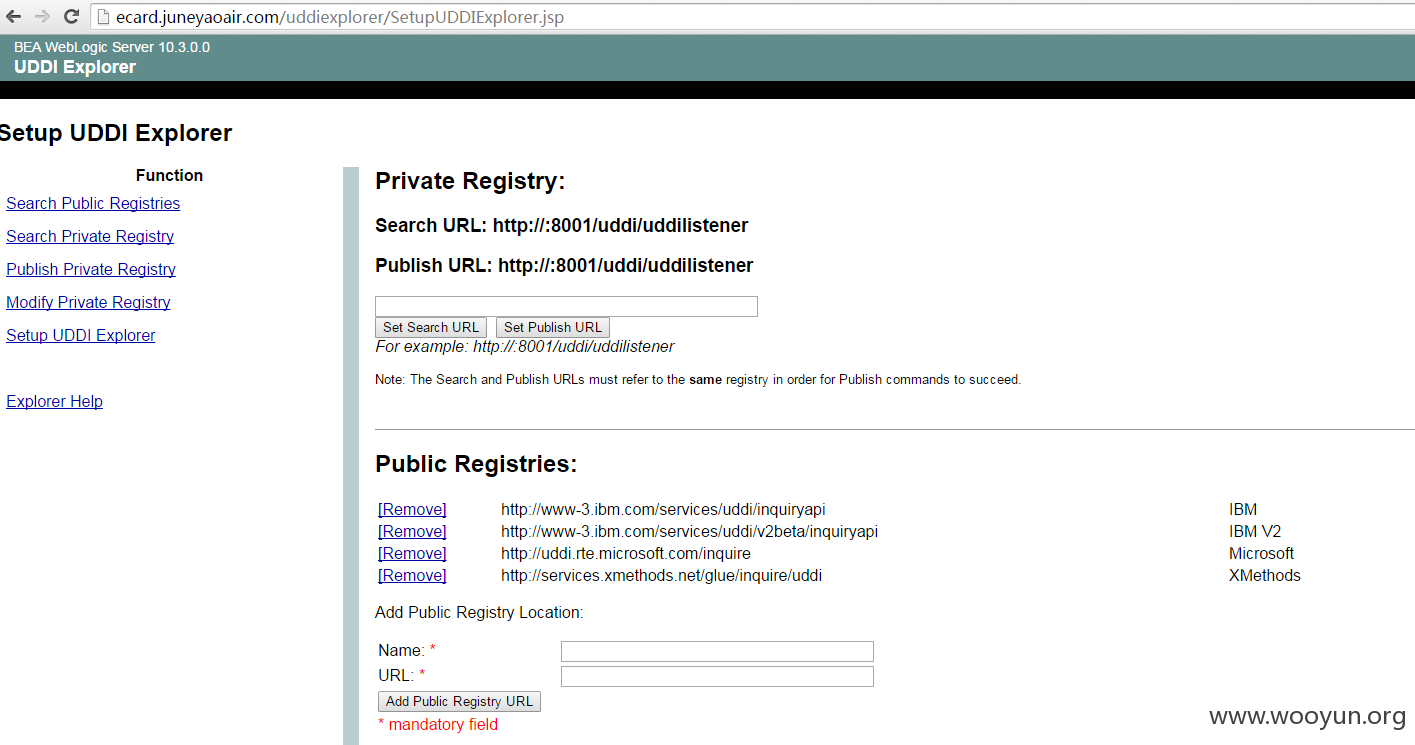 ecard.juneyaoair.com/uddiexplorer/SetupUDDIExplorer.jsp
BEA WebLogic Server 10.3.0.0
UDDI Explorer
Setup UDDI Explorer
Function
Search Public Registries
Search Private Registry
Publish Private Registry
Modify Private Registry
Setup UDDI Explorer
Explorer Help
Private Registry:
Search URL: http://:8001/uddi/uddilistener
Publish URL: http://:8001/uddi/uddilistener
Set Search URL Set Publish URL
For example: http://:8001/uddi/uddilistener
Note: The Search and Publish URLs must refer to the same registry in order for Publish commands to succeed.
Public Registries:
[Remove] http://www-3.ibm.com/services/uddi/inquiryapi IBM
[Remove] http://www-3.ibm.com/services/uddi/v2beta/inquiryapi IBM V2
[Remove] http://uddi.rte.microsoft.com/inquire Microsoft
[Remove] http://services.xmethods.net/glue/inquire/uddi XMethods
Add Public Registry Location:
Name: *
URL: *
Add Public Registry URL
* mandatory field
www.wooyun.org